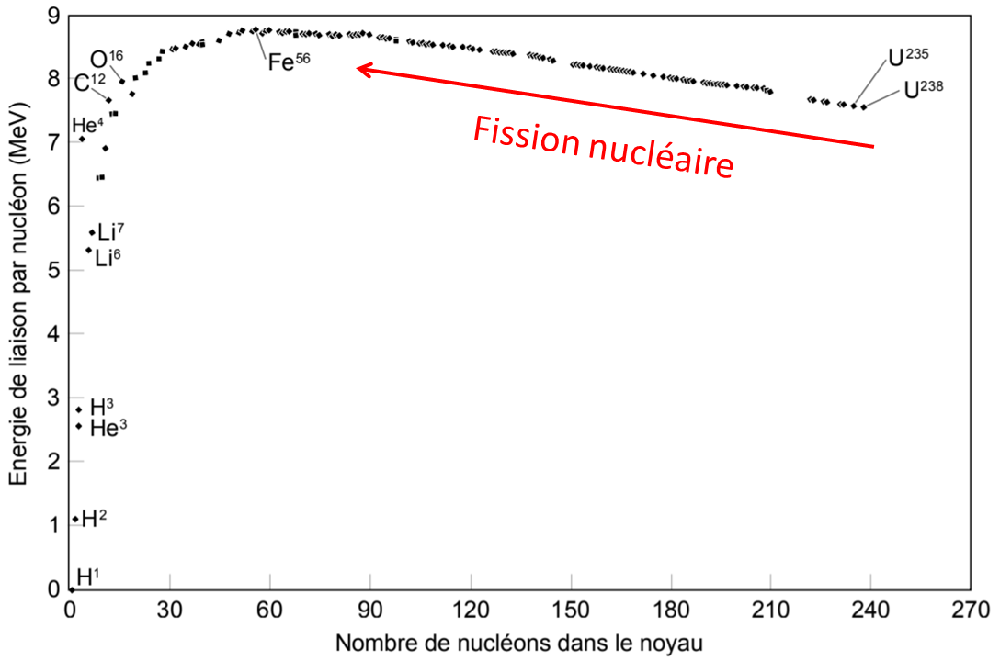 9
8
7
6
5
4
3
2
1
0
Energie de liaison par nucléon (MeV)
O¹⁶
C¹²
He⁴
Li⁷
Li⁶
H³
He³
H²
H¹
Fe⁵⁶
U²³⁵
U²³⁸
Fission nucléaire
0 30 60 90 120 150 180 210 240 270
Nombre de nucléons dans le noyau